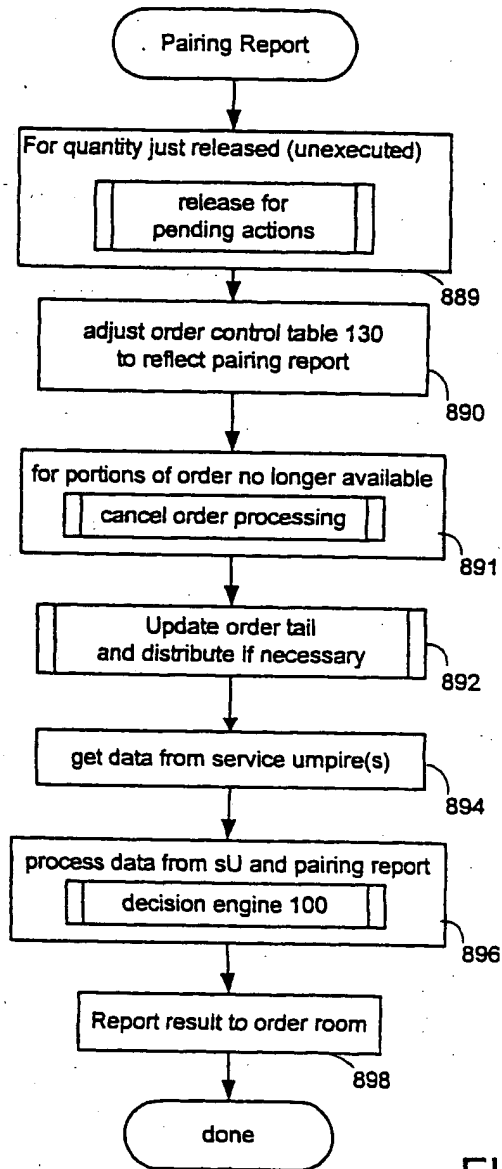 Pairing Report
For quantity just released (unexecuted)
release for
pending actions
889
adjust order control table 130
to reflect pairing report
890
for portions of order no longer available
cancel order processing
891
Update order tail
and distribute if necessary
892
get data from service umpire(s)
894
process data from sU and pairing report
decision engine 100
896
Report result to order room
898
done